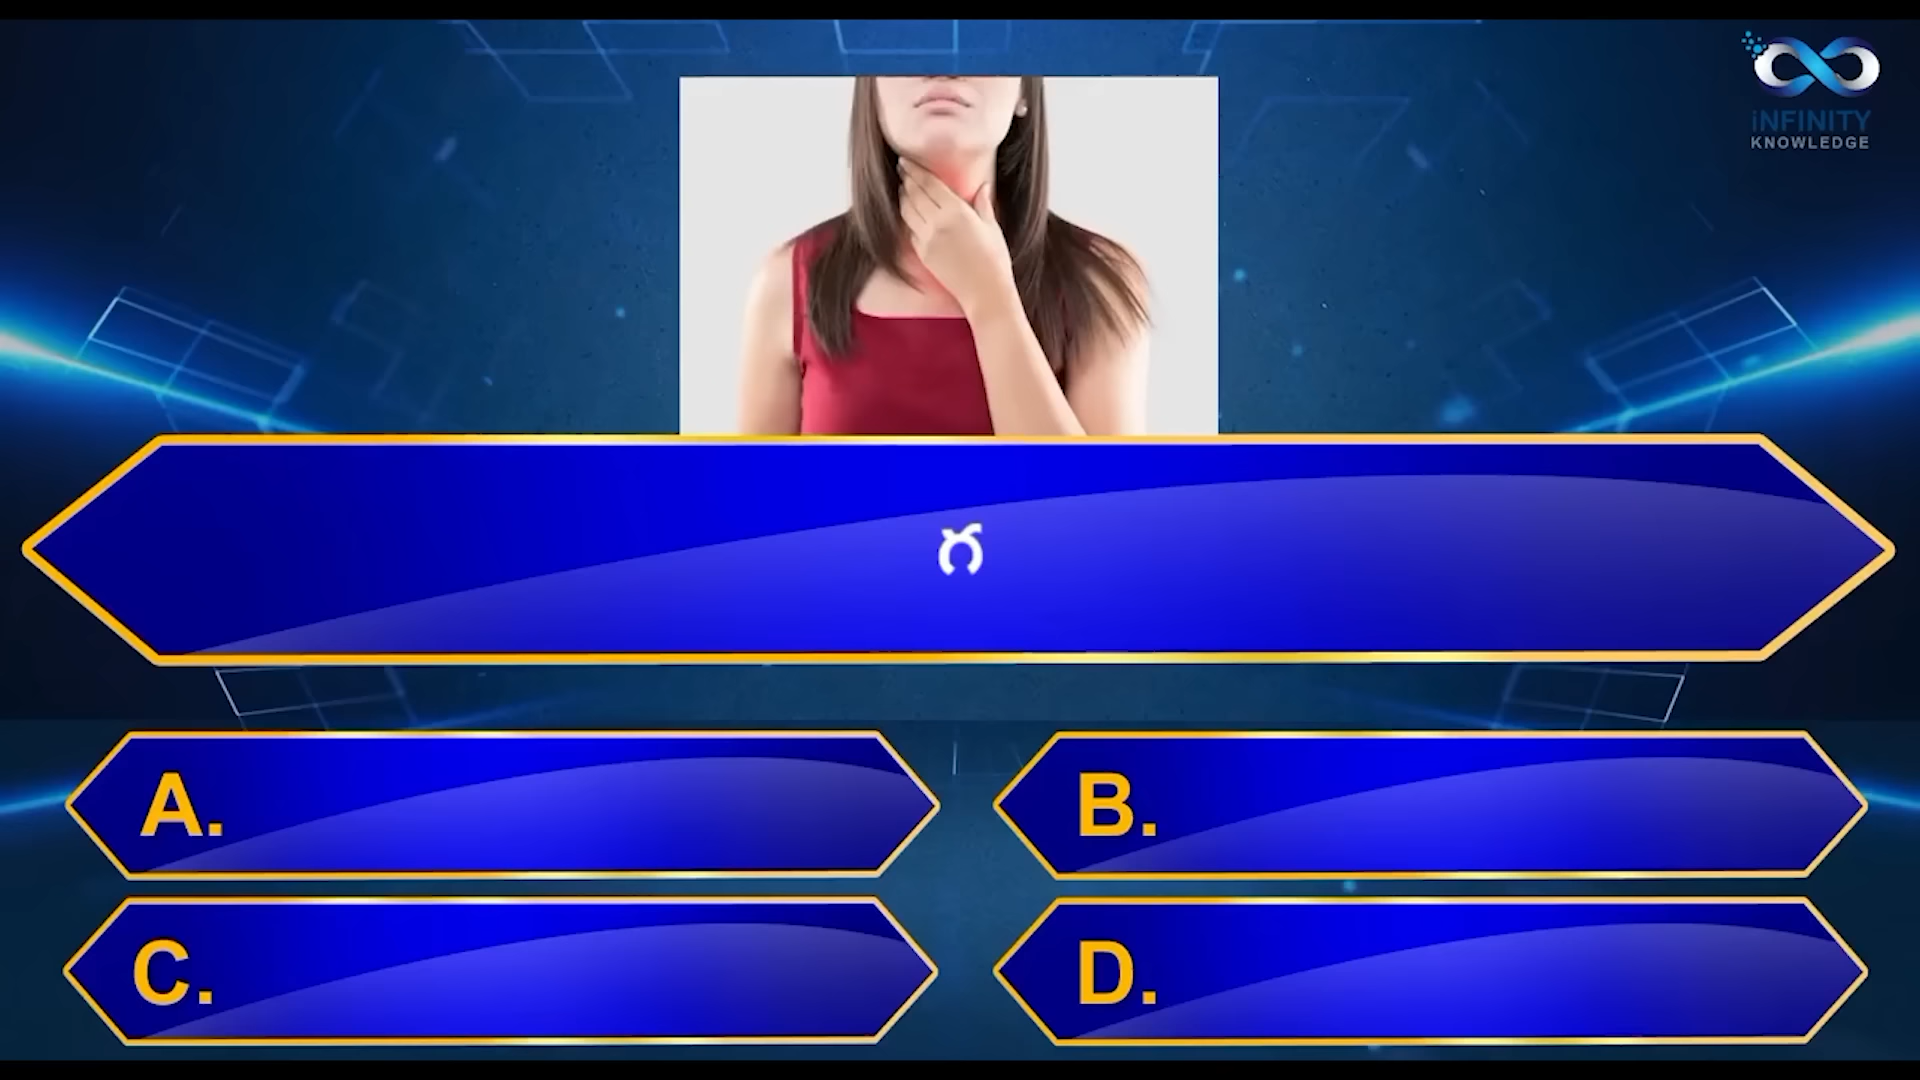 iNFINITY
KNOWLEDGE
గ
A.
B.
C.
D.